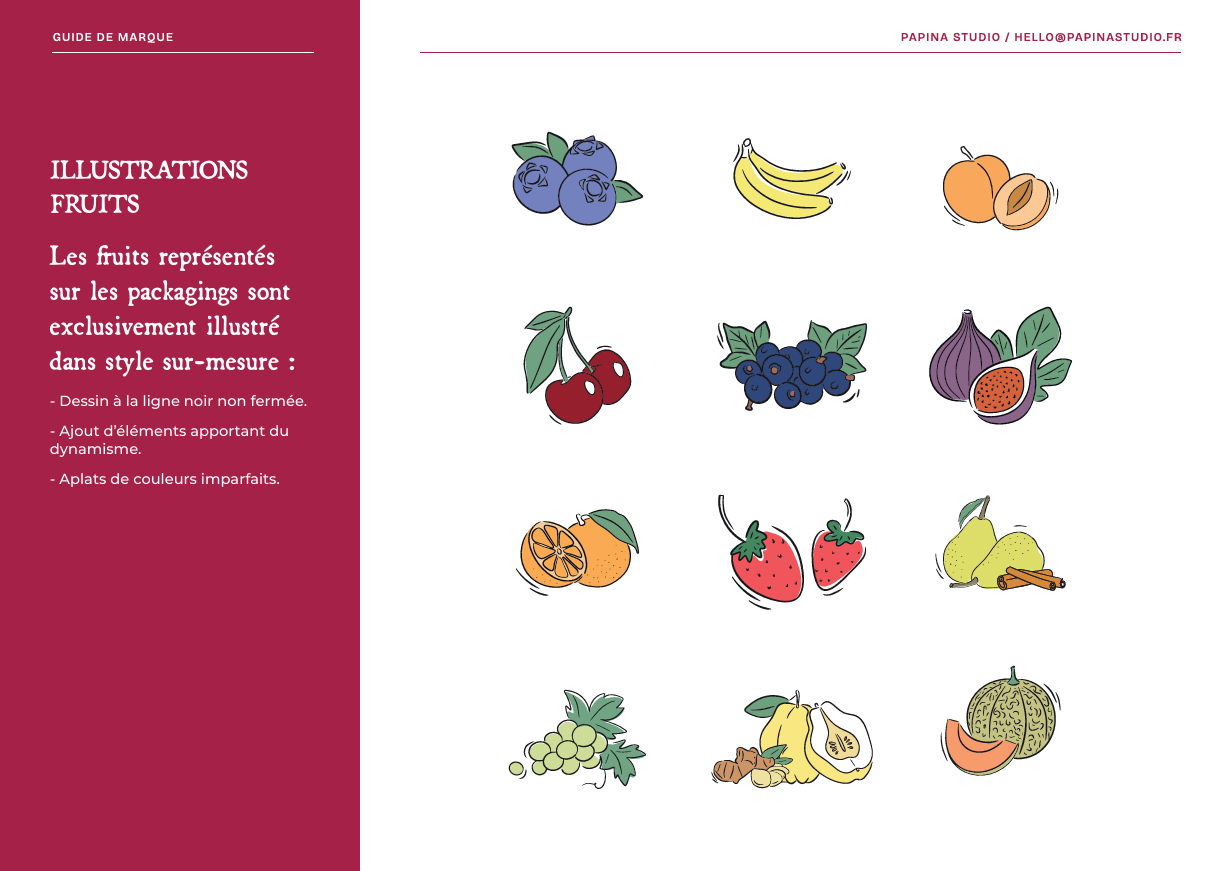 GUIDE DE MARQUE
PAPINA STUDIO / HELLO@PAPINASTUDIO.FR
ILLUSTRATIONS
FRUITS
Les fruits représentés
sur les packagings sont
exclusivement illustré
dans style sur-mesure :
- Dessin à la ligne noir non fermée.
- Ajout d’éléments apportant du
dynamisme.
- Aplats de couleurs imparfaits.